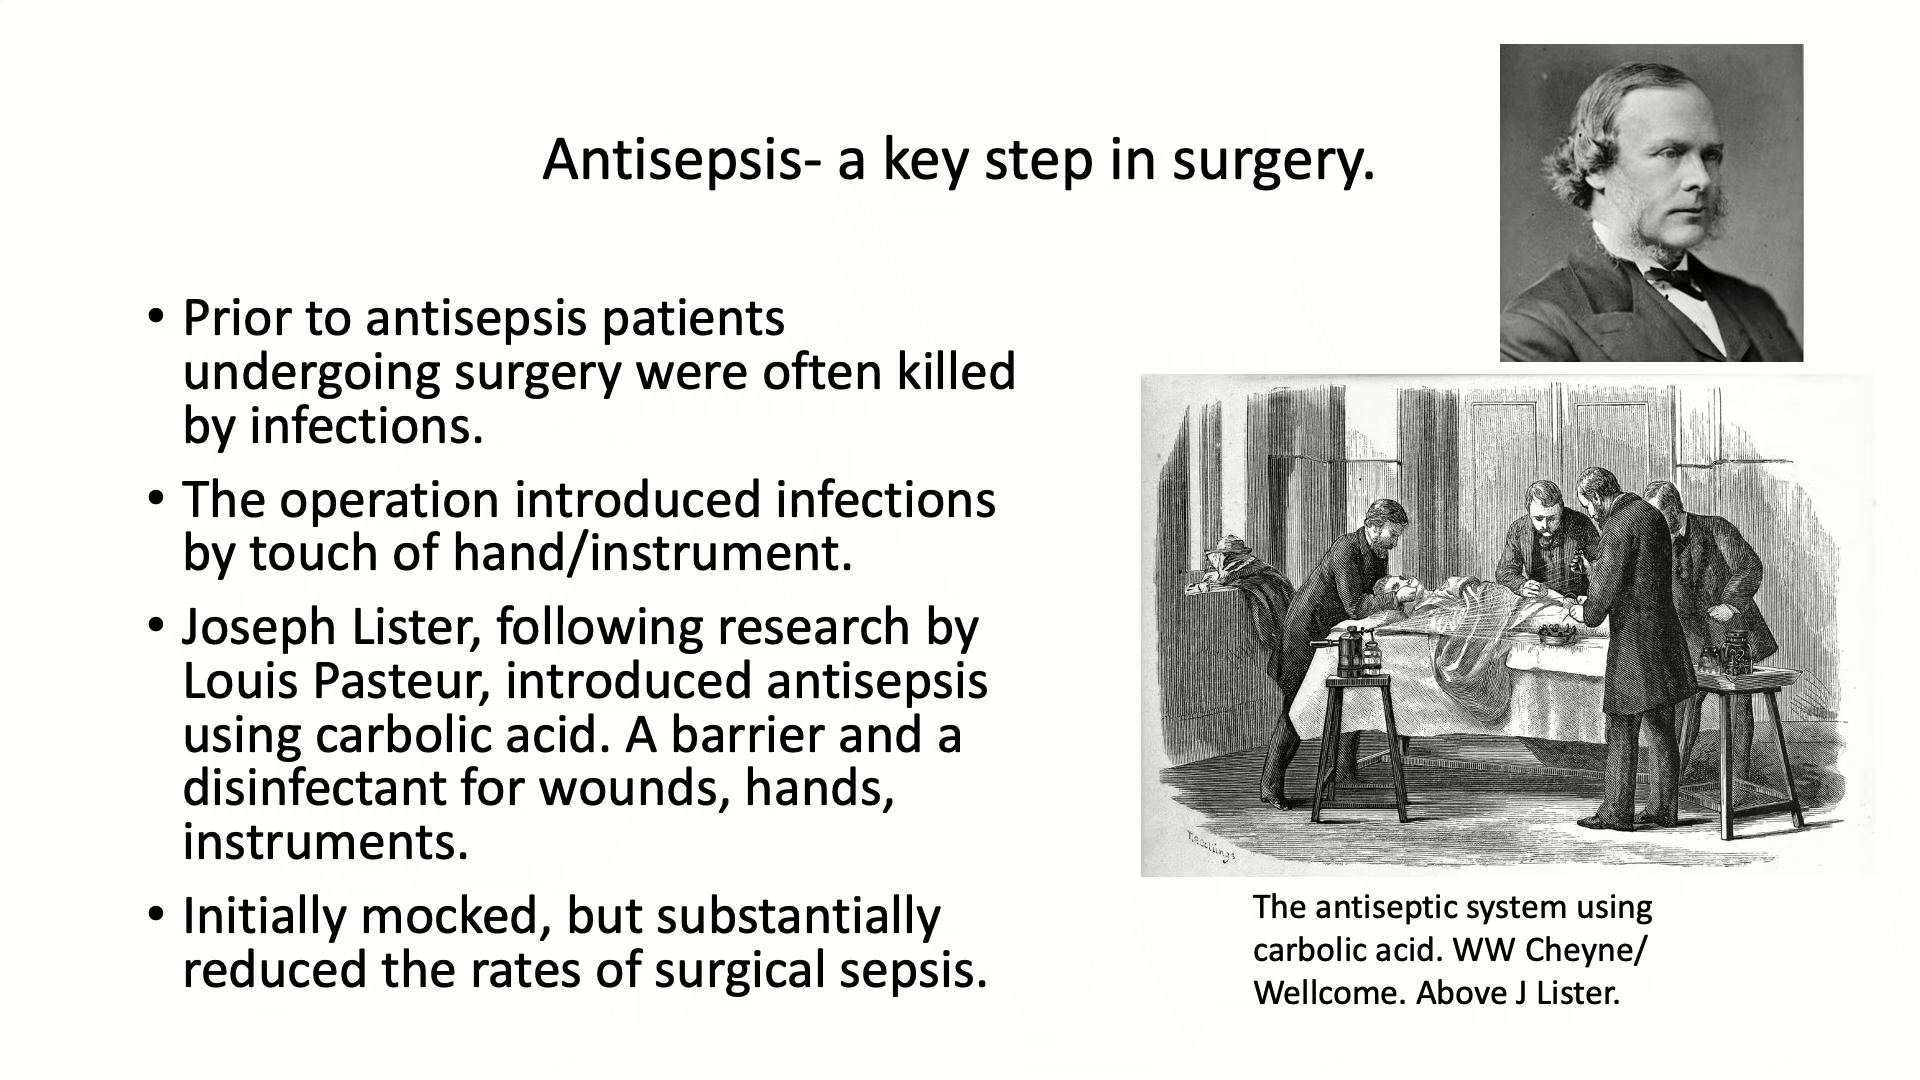 Antisepsis- a key step in surgery.
• Prior to antisepsis patients
undergoing surgery were often killed
by infections.
• The operation introduced infections
by touch of hand/instrument.
• Joseph Lister, following research by
Louis Pasteur, introduced antisepsis
using carbolic acid. A barrier and a
disinfectant for wounds, hands,
instruments.
• Initially mocked, but substantially
reduced the rates of surgical sepsis.
The antiseptic system using
carbolic acid. WW Cheyne/
Wellcome. Above J Lister.